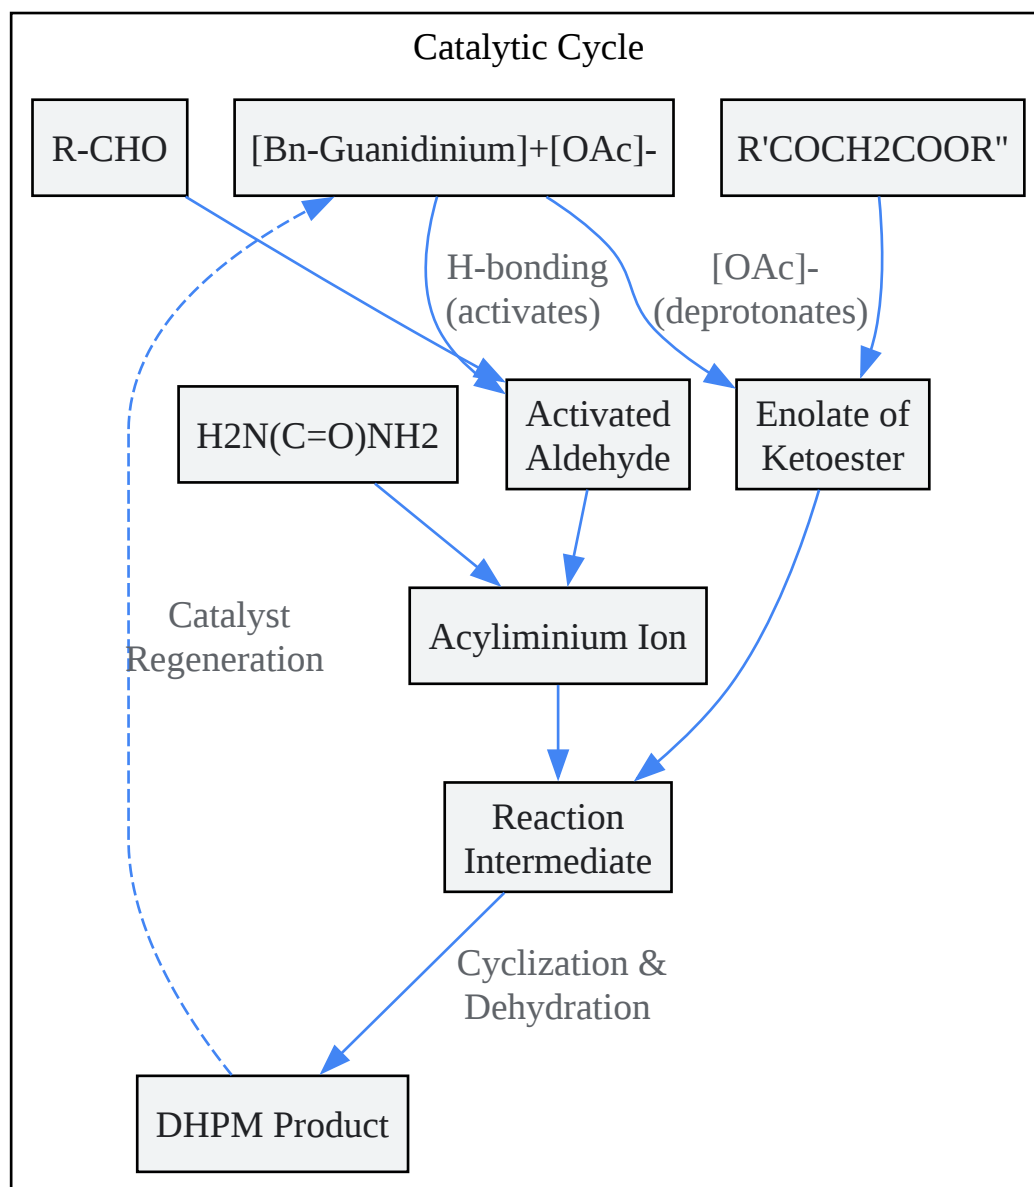 Catalytic Cycle
R-CHO
[Bn-Guanidinium]+[OAc]-
R'COCH2COOR"
H-bonding
(activates)
[OAc]-
(deprotonates)
H2N(C=O)NH2
Activated
Aldehyde
Enolate of
Ketoester
Catalyst
Regeneration
Acyliminium Ion
Reaction
Intermediate
Cyclization &
Dehydration
DHPM Product